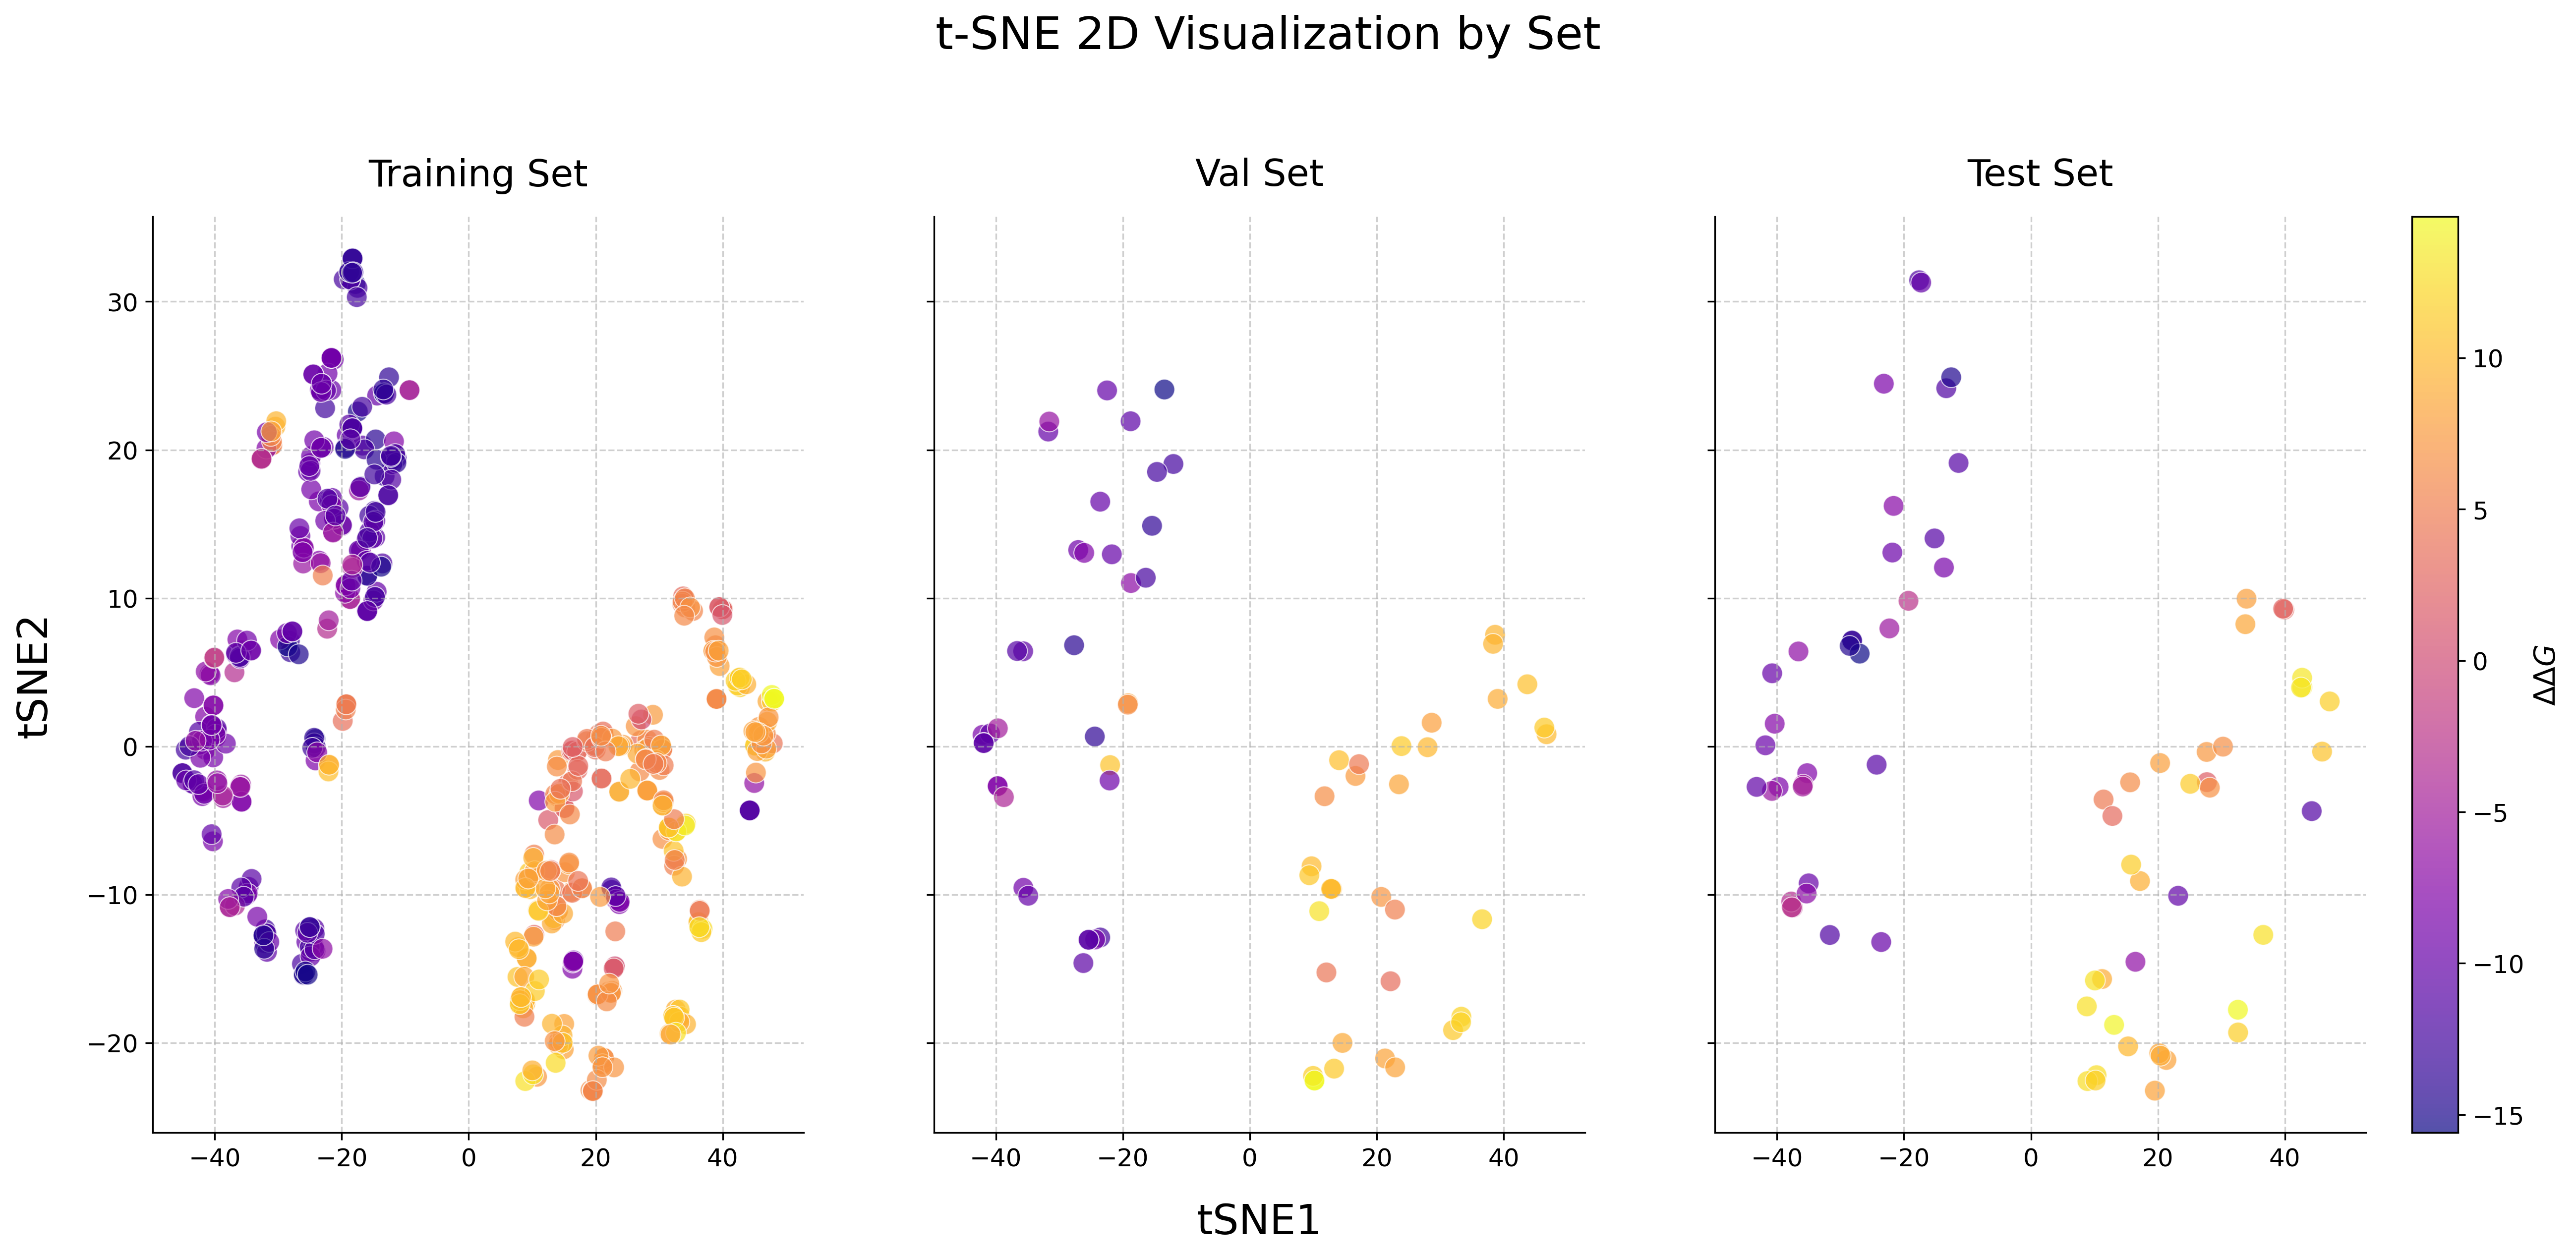 t-SNE 2D Visualization by Set
Training Set
Val Set
Test Set
tSNE2
30
20
10
0
−10
−20
−40 −20 0 20 40
−40 −20 0 20 40
−40 −20 0 20 40
tSNE1
10
5
0
−5
−10
−15
ΔΔG